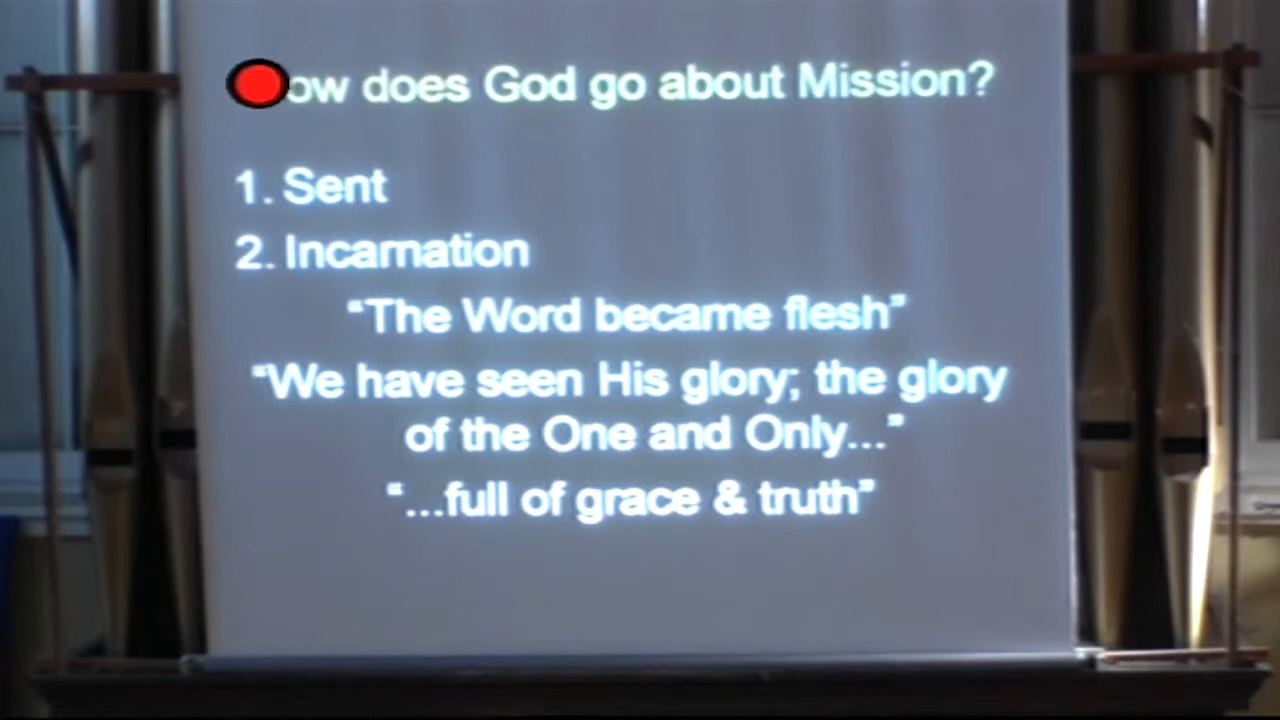 ow does God go about Mission?
1. Sent
2. Incarnation
“The Word became flesh”
“We have seen His glory; the glory
of the One and Only...”
“...full of grace & truth”